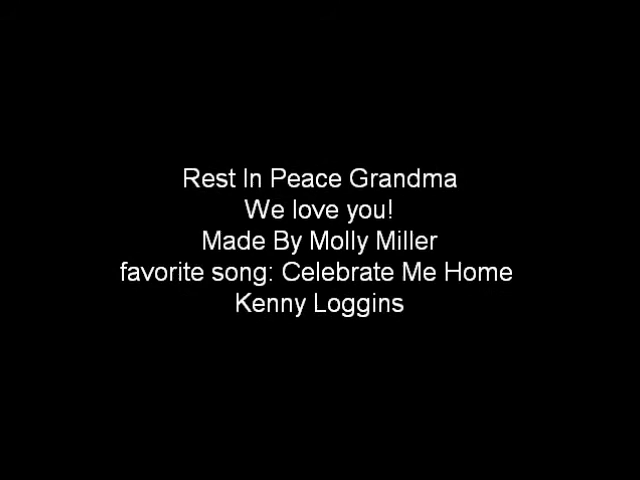 Rest In Peace Grandma
We love you!
Made By Molly Miller
favorite song: Celebrate Me Home
Kenny Loggins